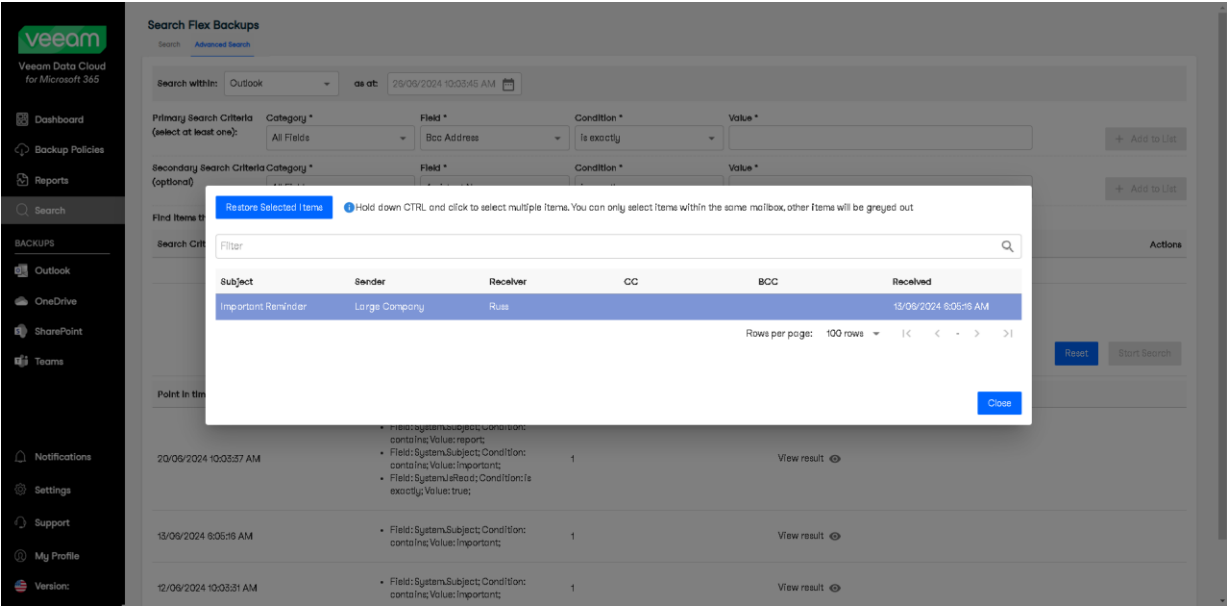 veeam
Veeam Data Cloud
for Microsoft 365
Dashboard
Backup Policies
Reports
Search
BACKUPS
Outlook
OneDrive
SharePoint
Teams
Notifications
Settings
Support
My Profile
Version:
Search Flex Backups
Search Advanced Search
Search within: Outlook as at: 26/06/2024 10:03:45 AM
Primary Search Criteria Category * Field * Condition * Value *
(select at least one): All Fields Bcc Address Is exactly + Add to List
Secondary Search Criteria Category * Field * Condition * Value *
(optional) + Add to List
Find items th
Search Crit Actions
Restore Selected Items Hold down CTRL and click to select multiple items. You can only select items within the same mailbox, other items will be greyed out
Filter
Subject Sender Receiver CC BCC Received
Important Reminder Large Company Russ 13/06/2024 6:05:16 AM
Rows per page: 100 rows -
Close
Reset Start Search
Point in tim
Field: System.Subject; Condition:
contains; Value: report;
20/06/2024 10:03:37 AM • Field: System.Subject; Condition: 1 View result
contains; Value: important;
• Field: System.IsRead; Condition: is
exactly; Value: true;
13/06/2024 6:05:16 AM • Field: System.Subject; Condition: 1 View result
contains; Value: important;
12/06/2024 10:03:31 AM • Field: System.Subject; Condition: 1 View result
contains; Value: important;